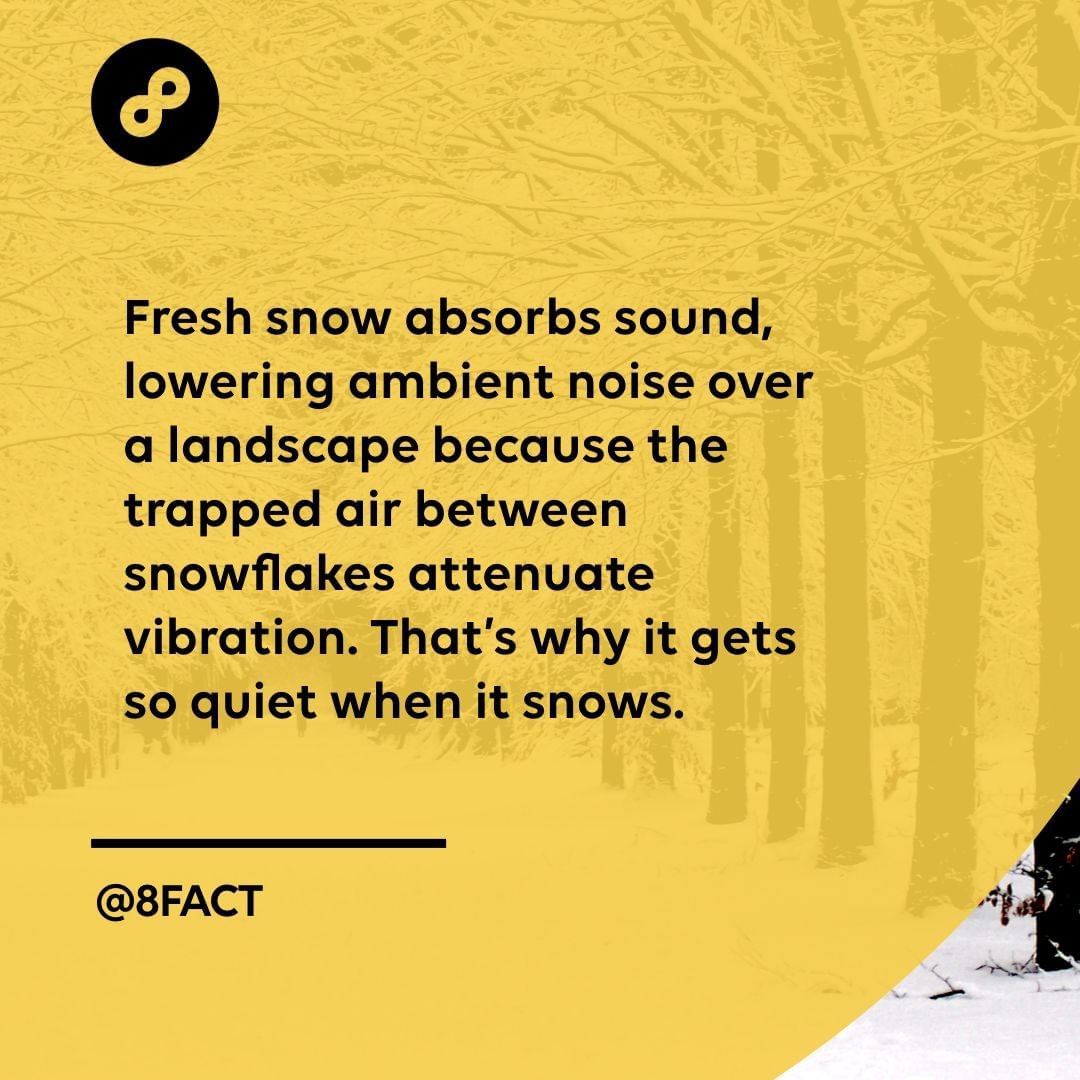 Fresh snow absorbs sound,
lowering ambient noise over
a landscape because the
trapped air between
snowflakes attenuate
vibration. That's why it gets
so quiet when it snows.
@8FACT